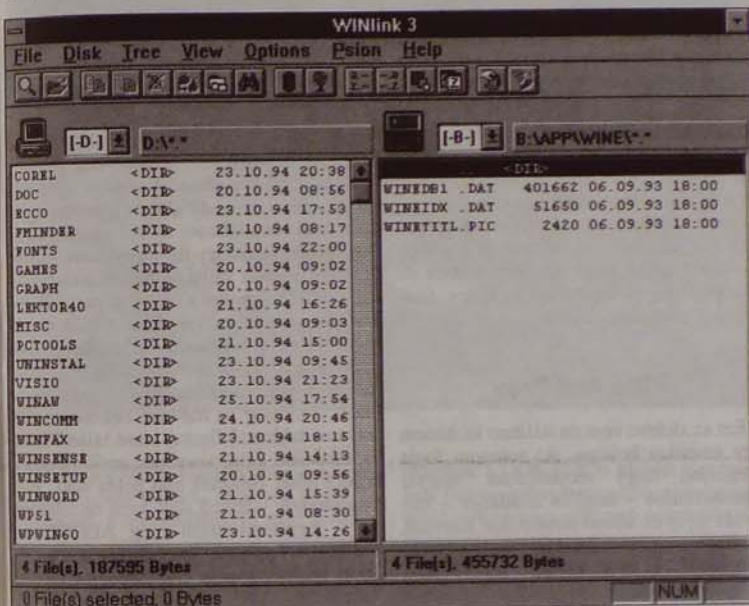 WINlink 3
File Disk Tree View Options Psion Help
[-D-] D:\*.*
COREL <DIR> 23.10.94 20:38
DOC <DIR> 20.10.94 08:56
ECCO <DIR> 23.10.94 17:53
FMINDER <DIR> 21.10.94 08:17
FONTS <DIR> 23.10.94 22:00
GAMES <DIR> 20.10.94 09:02
GRAPH <DIR> 20.10.94 09:02
LEKTOR40 <DIR> 21.10.94 16:26
MISC <DIR> 20.10.94 09:03
PCTOOLS <DIR> 21.10.94 15:00
UNINSTAL <DIR> 23.10.94 09:45
VISIO <DIR> 23.10.94 21:23
WINAW <DIR> 25.10.94 17:54
WINCOMM <DIR> 24.10.94 20:46
WINFAX <DIR> 23.10.94 18:15
WINSENSE <DIR> 21.10.94 14:13
WINSETUP <DIR> 20.10.94 09:56
WINWORD <DIR> 21.10.94 15:39
WP51 <DIR> 21.10.94 08:30
WPWIN60 <DIR> 23.10.94 14:26
4 File(s), 187595 Bytes
[-B-] B:\APP\WINE\*.*
.. <DIR>
WINEDB1 .DAT 401662 06.09.93 18:00
WINEIDX .DAT 51650 06.09.93 18:00
WINETITL.PIC 2420 06.09.93 18:00
4 File(s), 455732 Bytes
0 File(s) selected, 0 Bytes
NUM